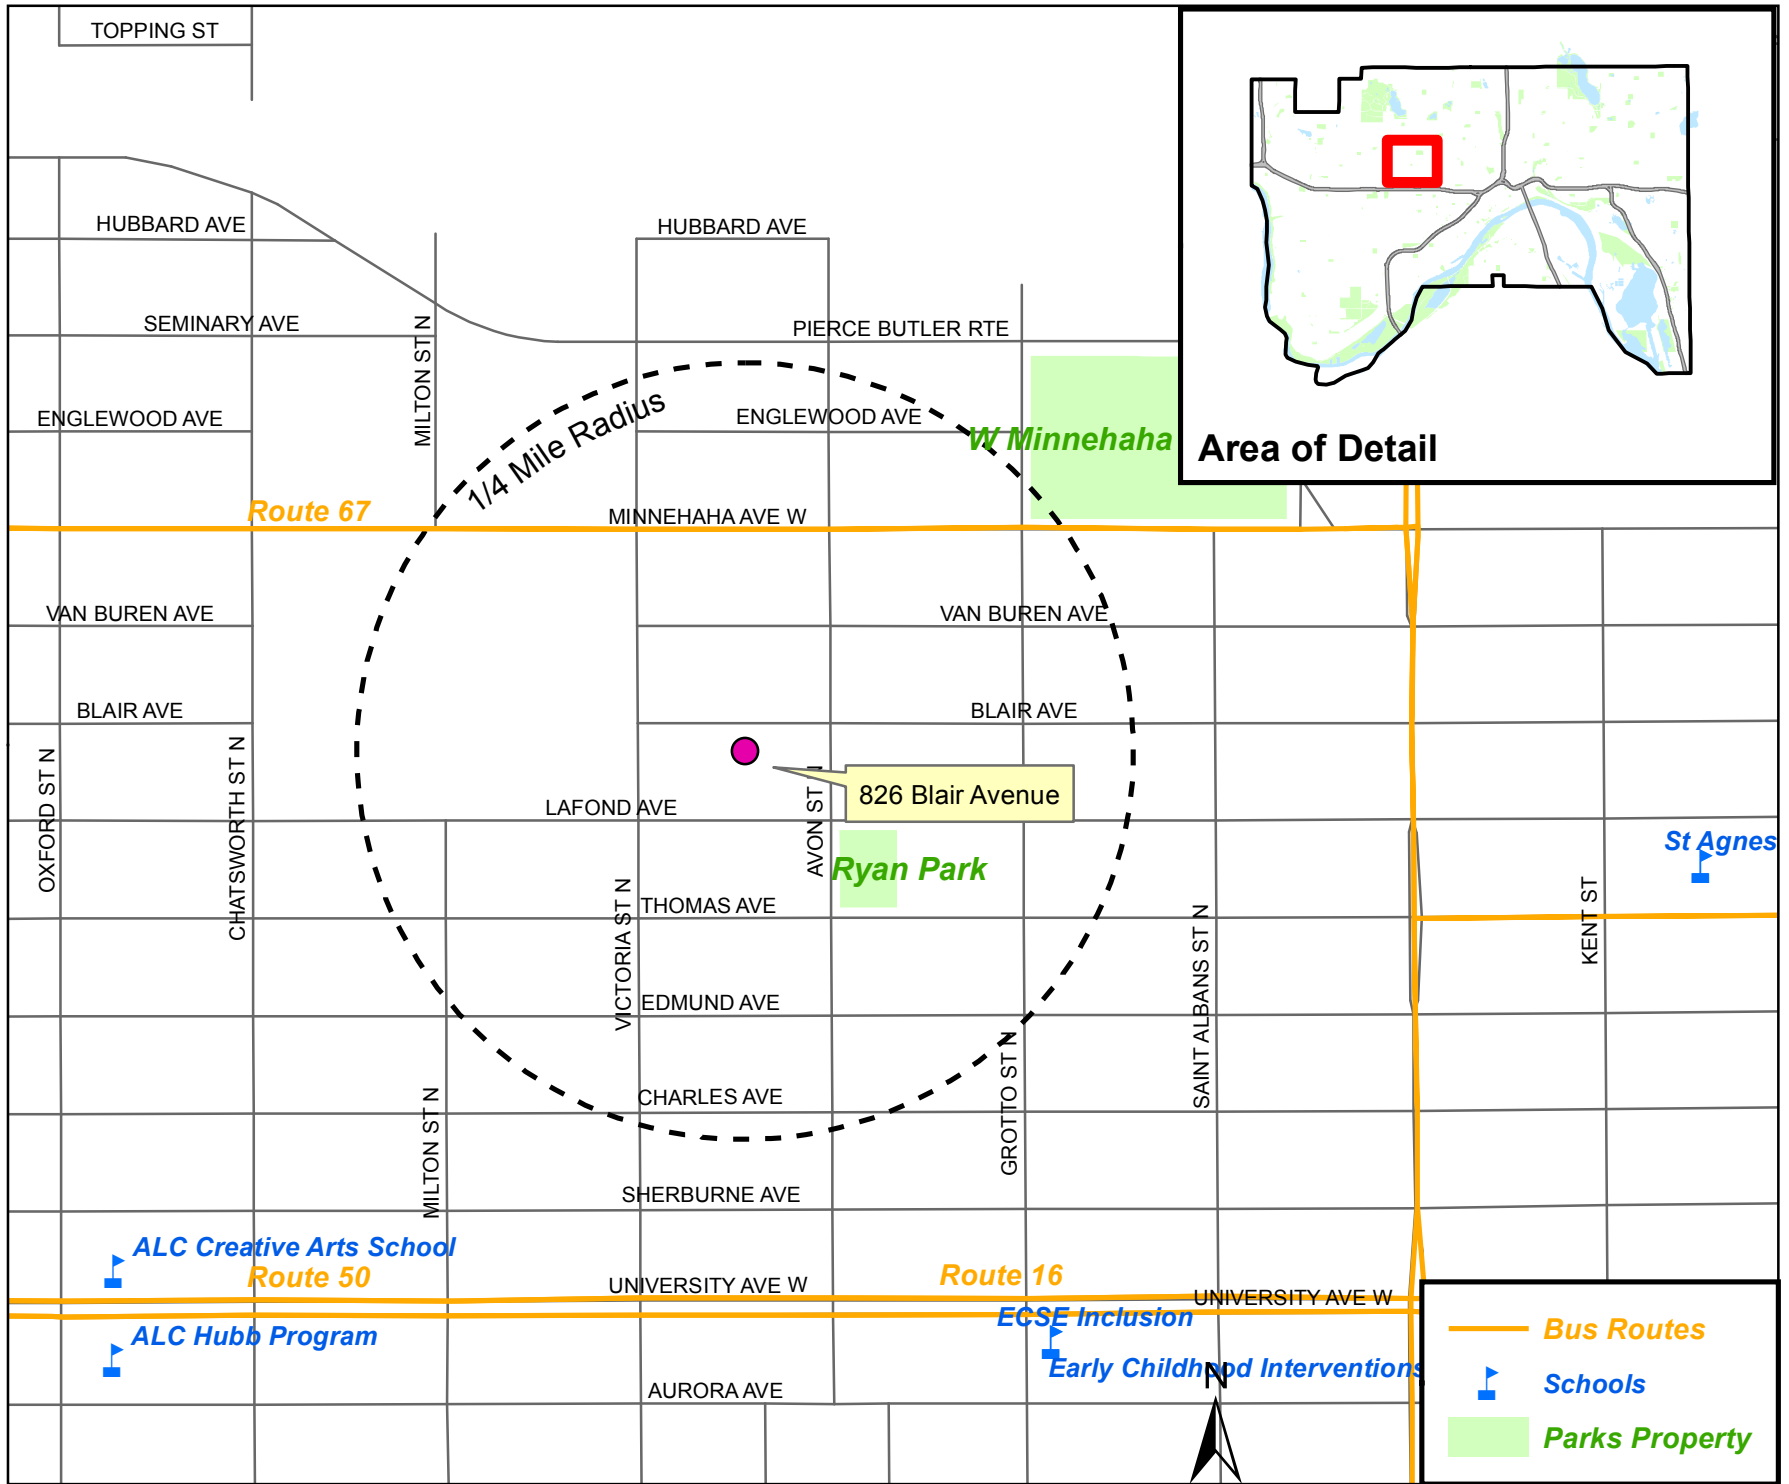 TOPPING ST
HUBBARD AVE
HUBBARD AVE
SEMINARY AVE
PIERCE BUTLER RTE
MILTON ST N
ENGLEWOOD AVE
1/4 Mile Radius
ENGLEWOOD AVE
W Minnehaha
Area of Detail
Route 67
MINNEHAHA AVE W
VAN BUREN AVE
VAN BUREN AVE
BLAIR AVE
BLAIR AVE
OXFORD ST N
CHATSWORTH ST N
LAFOND AVE
AVON ST N
826 Blair Avenue
Ryan Park
St Agnes
VICTORIA ST N
THOMAS AVE
SAINT ALBANS ST N
KENT ST
EDMUND AVE
MILTON ST N
CHARLES AVE
GROTTO ST N
SHERBURNE AVE
ALC Creative Arts School
Route 50
UNIVERSITY AVE W
Route 16
UNIVERSITY AVE W
ECSE Inclusion
ALC Hubb Program
Early Childhood Interventions
AURORA AVE
N
Bus Routes
Schools
Parks Property